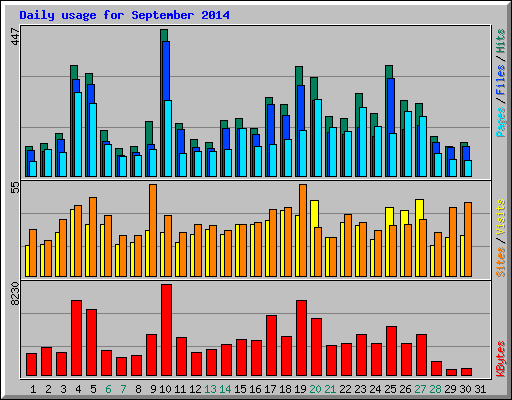 Daily usage for September 2014
447
Pages / Files / Hits
55
Sites / Visits
8230
KBytes
1 2 3 4 5 6 7 8 9 10 11 12 13 14 15 16 17 18 19 20 21 22 23 24 25 26 27 28 29 30 31